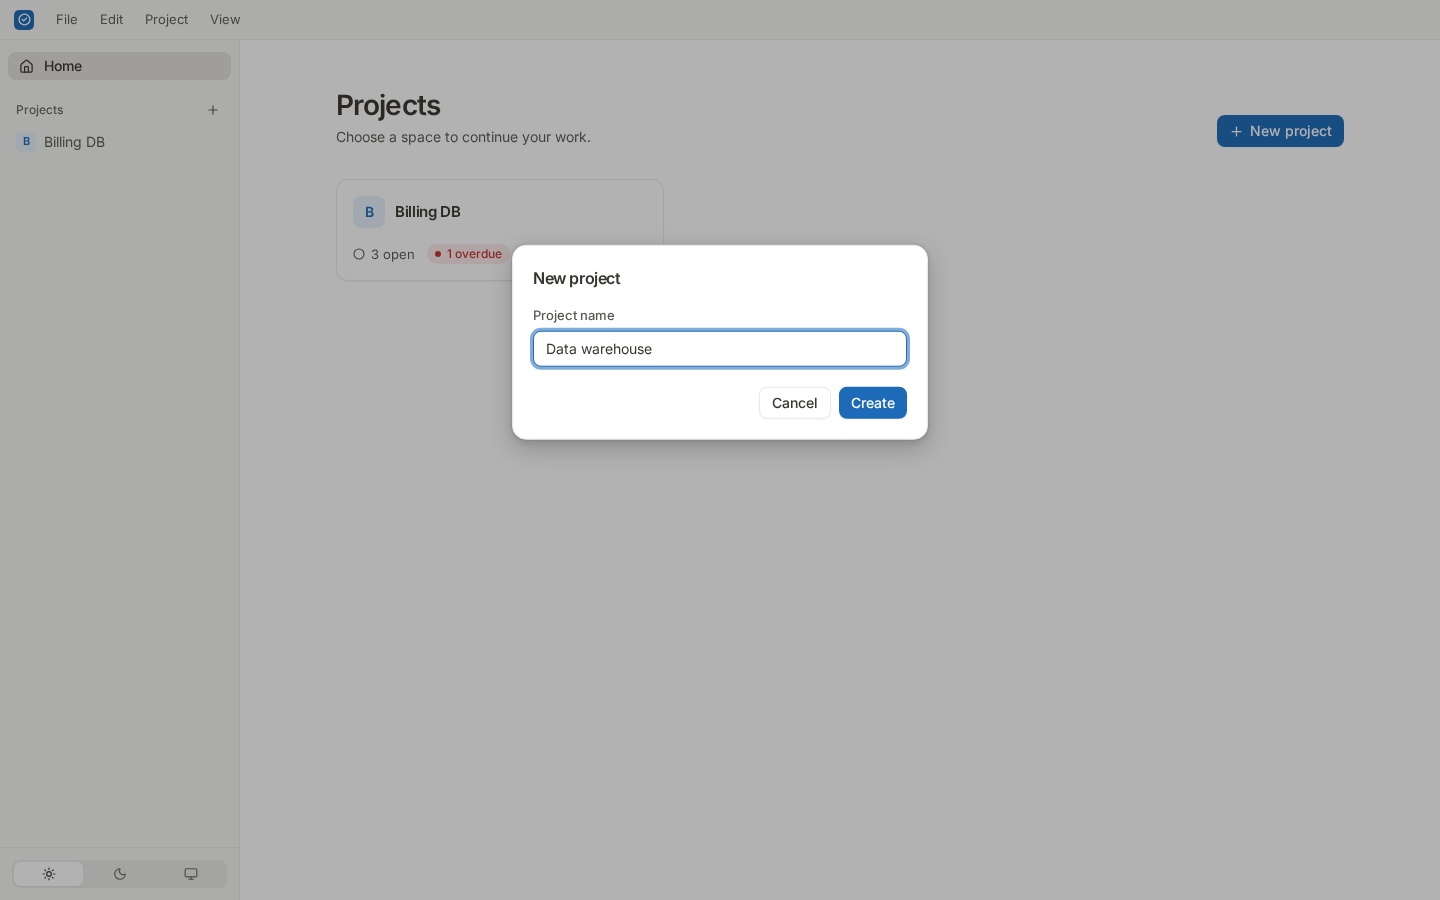 File Edit Project View
Home
Projects
B Billing DB
Projects
Choose a space to continue your work.
New project
B Billing DB
3 open 1 overdue
New project
Project name
Data warehouse
Cancel Create